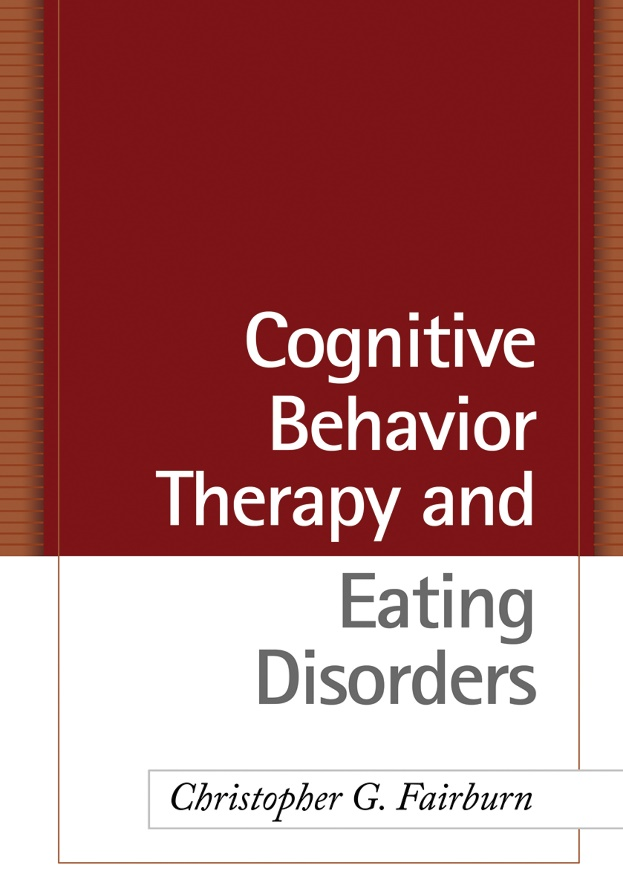 Cognitive
Behavior
Therapy and
Eating
Disorders
Christopher G. Fairburn